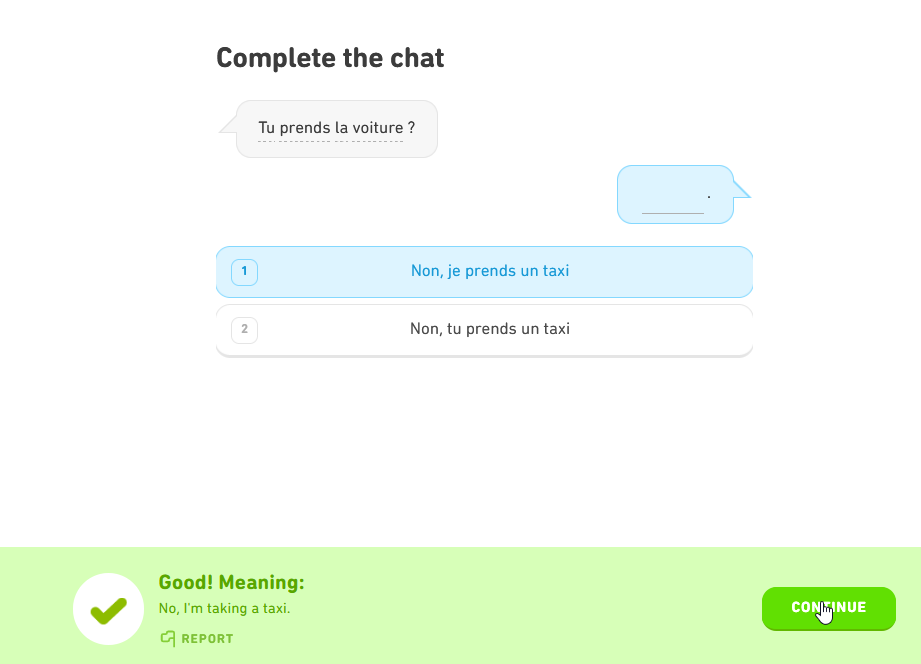 Complete the chat
Tu prends la voiture ?
.
1 Non, je prends un taxi
2 Non, tu prends un taxi
Good! Meaning:
No, I'm taking a taxi.
REPORT
CONTINUE